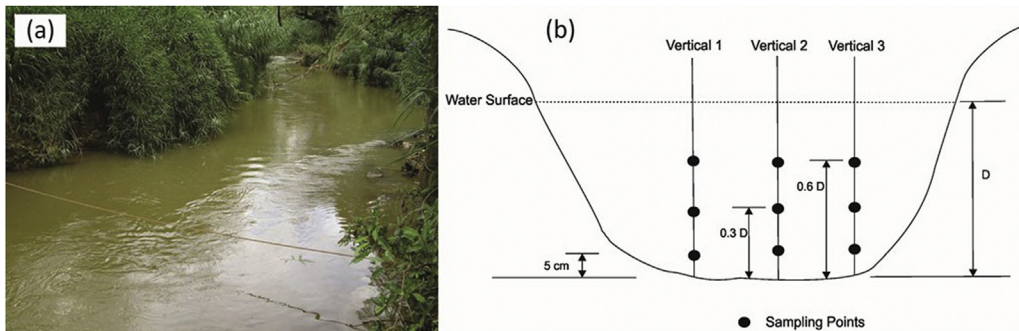 (a)
(b)
Vertical 1
Vertical 2
Vertical 3
Water Surface
0.6 D
D
0.3 D
5 cm
Sampling Points